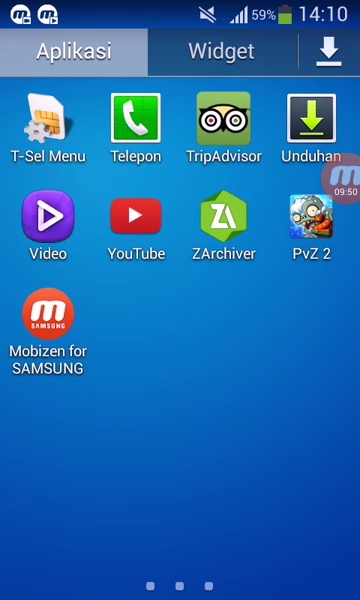 59%
14:10
Aplikasi
Widget
T-Sel Menu
Telepon
TripAdvisor
Unduhan
09:50
Video
YouTube
ZArchiver
PvZ 2
SAMSUNG
Mobizen for
SAMSUNG